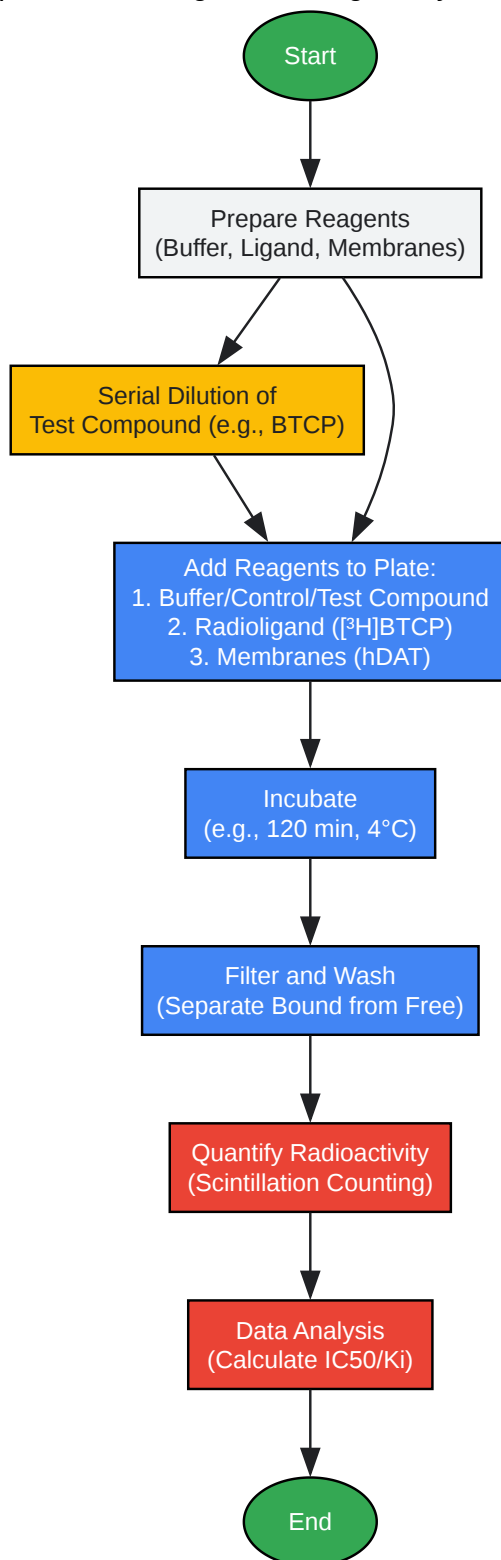 Start
Prepare Reagents
(Buffer, Ligand, Membranes)
Serial Dilution of
Test Compound (e.g., BTCP)
Add Reagents to Plate:
1. Buffer/Control/Test Compound
2. Radioligand ([³H]BTCP)
3. Membranes (hDAT)
Incubate
(e.g., 120 min, 4°C)
Filter and Wash
(Separate Bound from Free)
Quantify Radioactivity
(Scintillation Counting)
Data Analysis
(Calculate IC50/Ki)
End